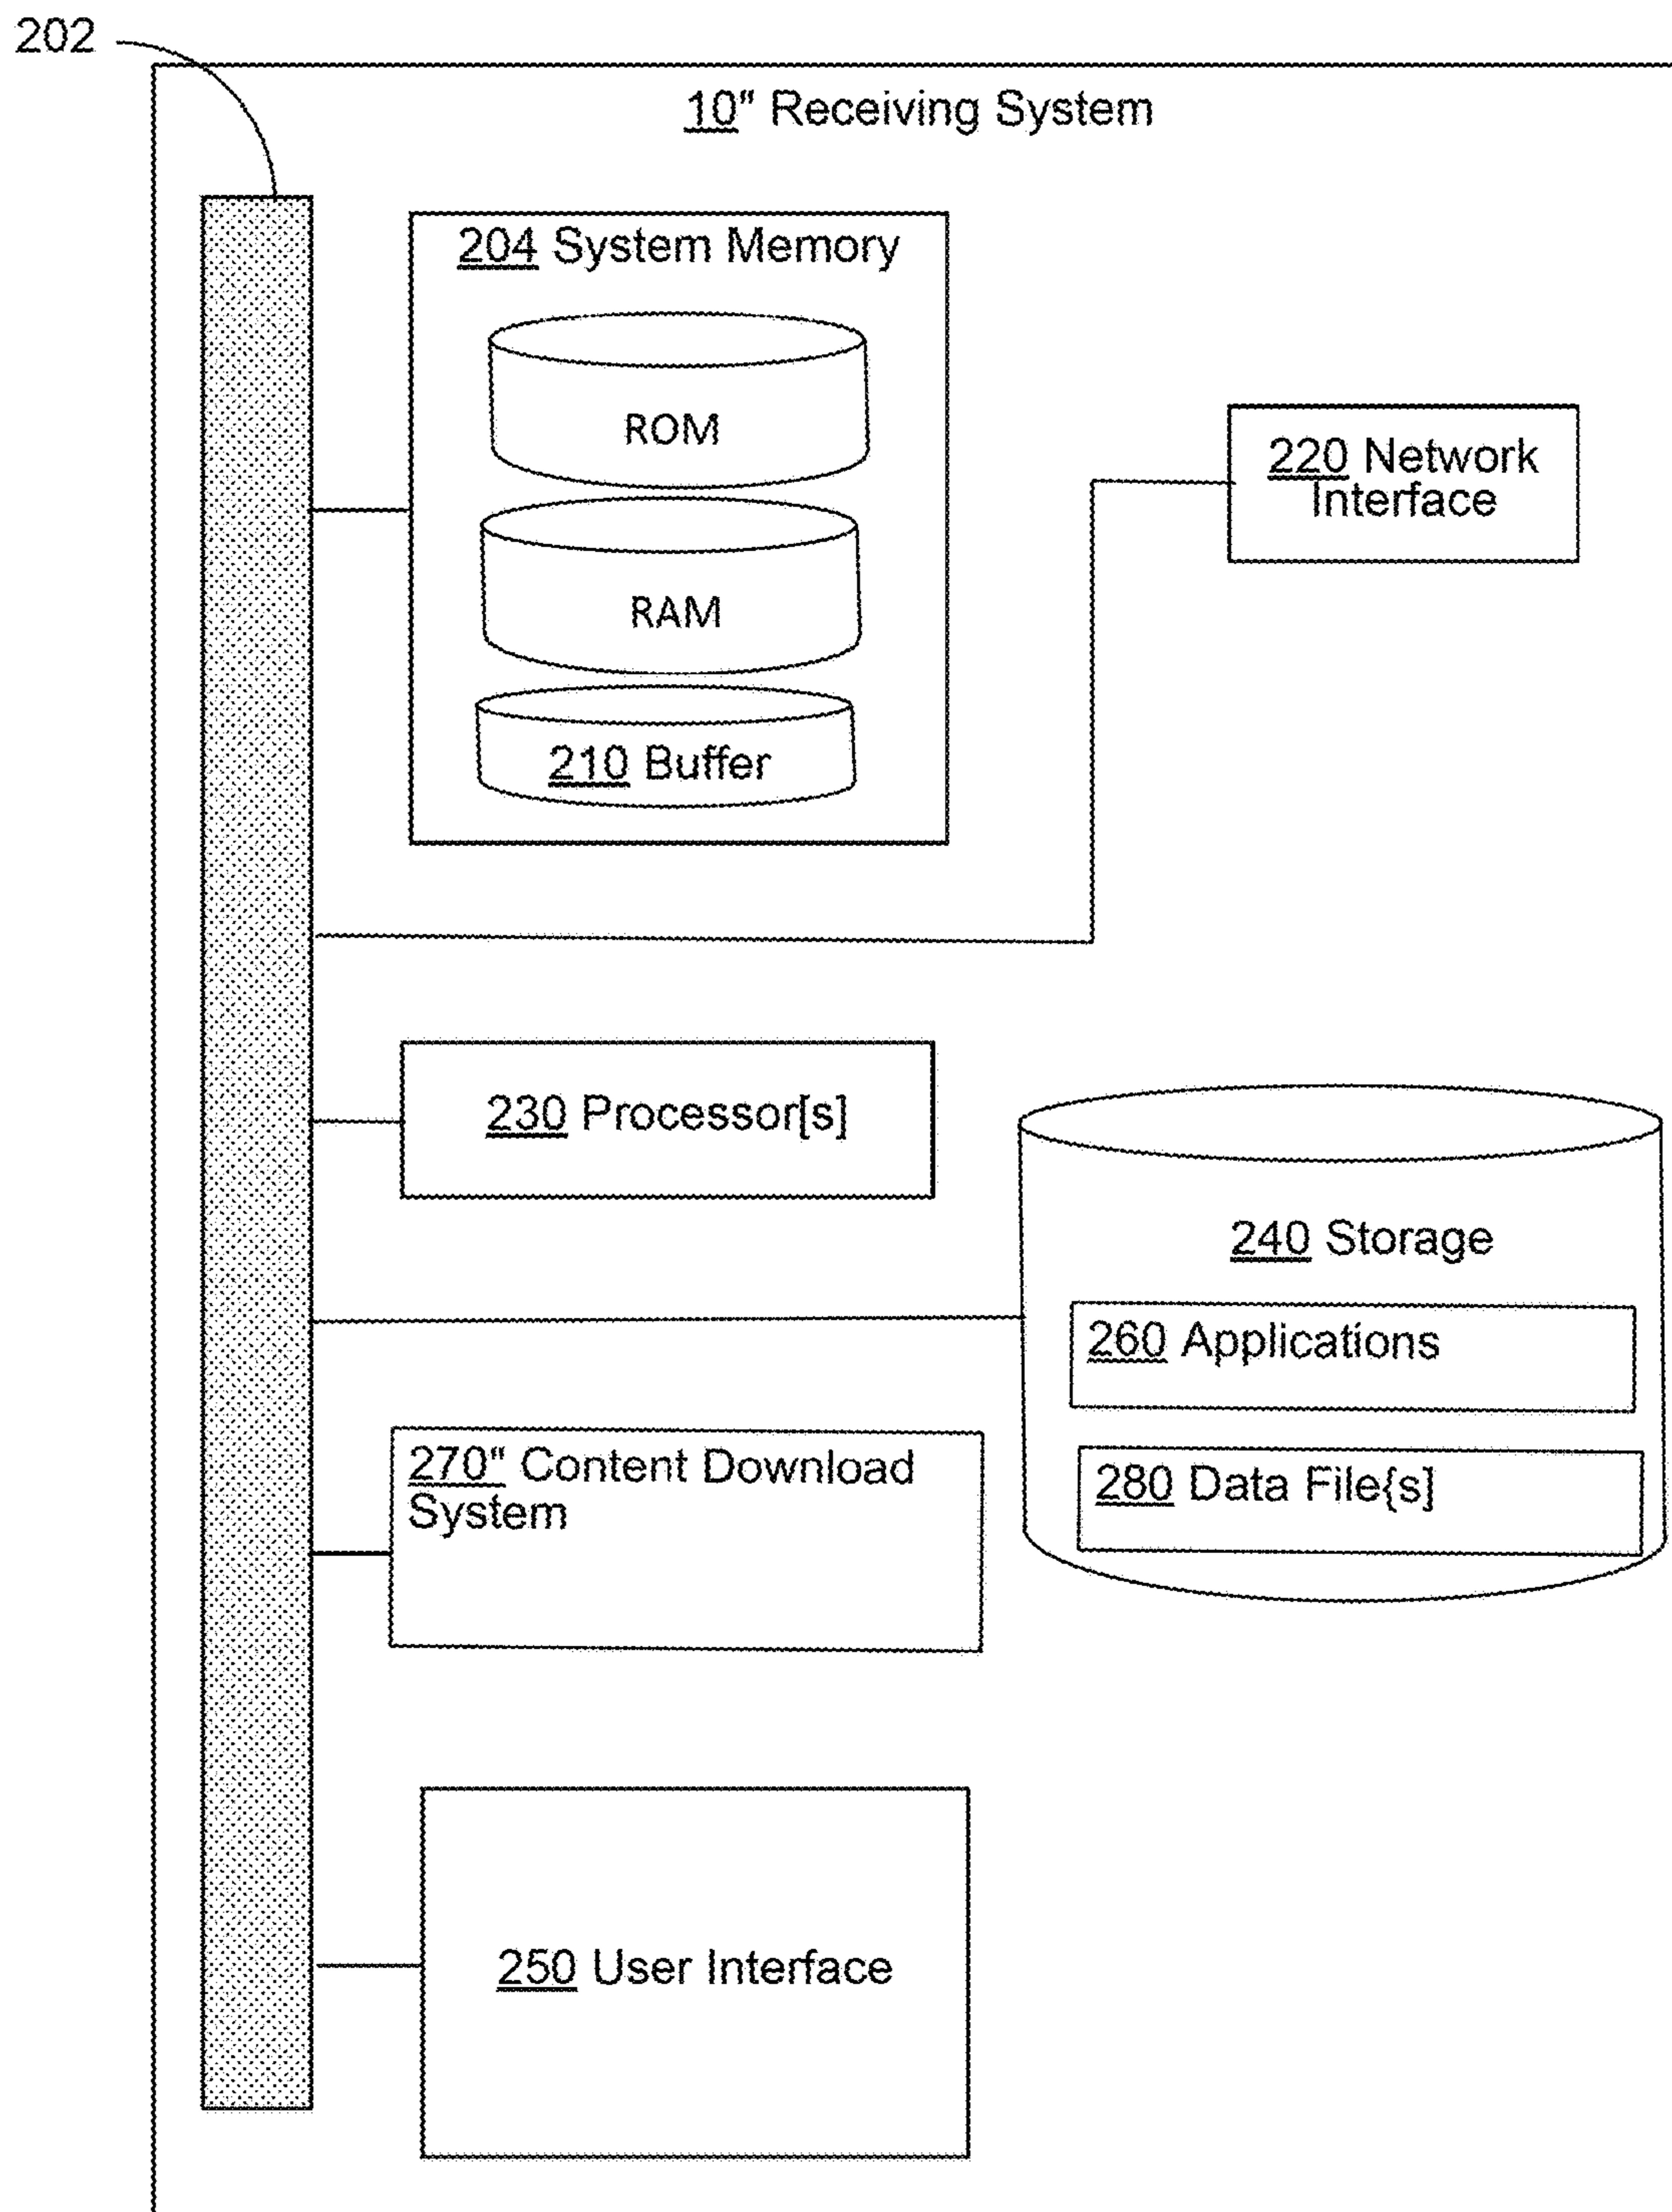 202
10" Receiving System
204 System Memory
ROM
RAM
210 Buffer
220 Network
Interface
230 Processor[s]
240 Storage
260 Applications
280 Data File{s]
270" Content Download
System
250 User Interface